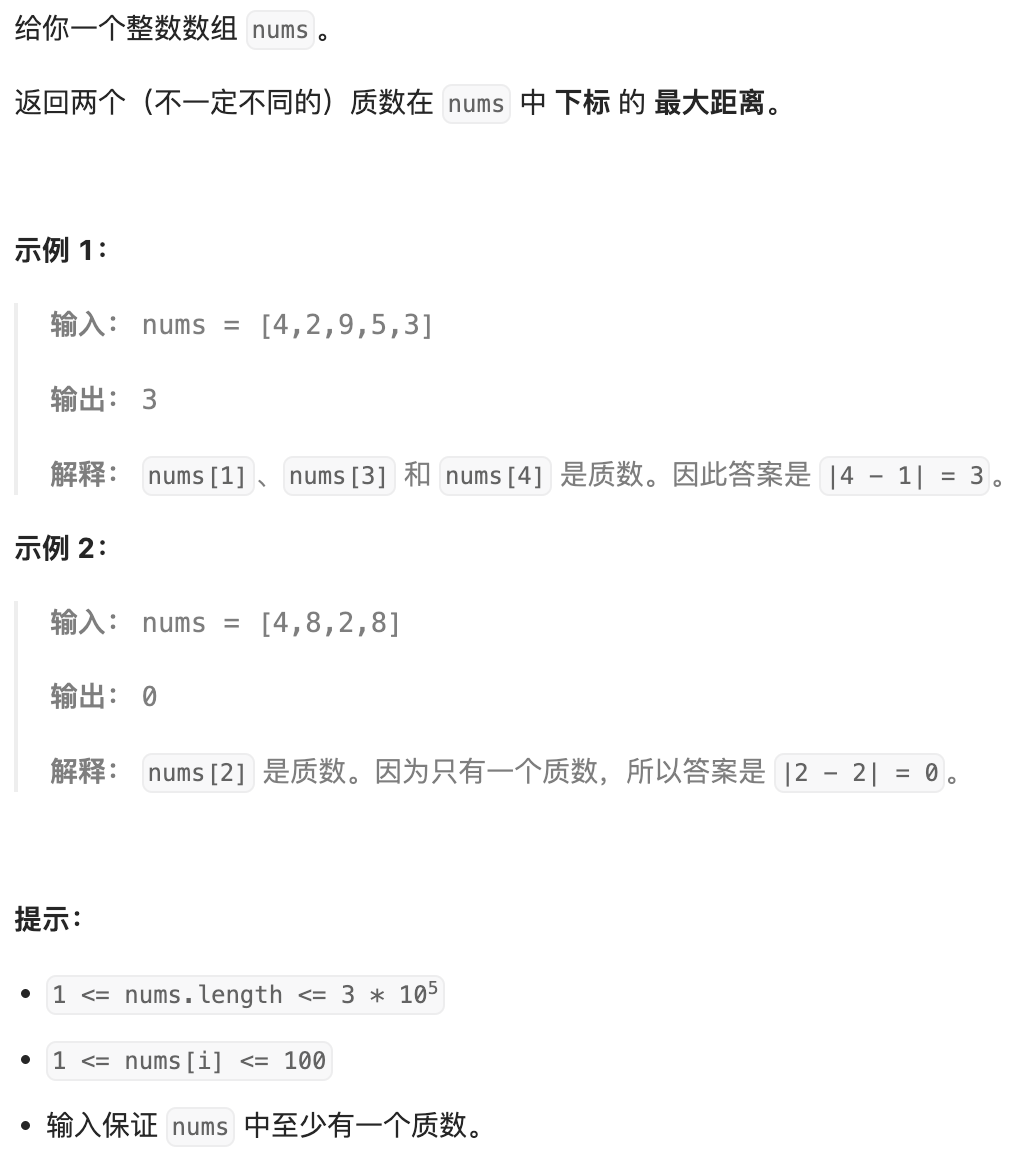 给你一个整数数组 nums 。
返回两个（不一定不同的）质数在 nums 中 下标 的 最大距离。
示例 1：
输入： nums = [4,2,9,5,3]
输出： 3
解释： nums[1]、nums[3] 和 nums[4] 是质数。因此答案是 |4 - 1| = 3。
示例 2：
输入： nums = [4,8,2,8]
输出： 0
解释： nums[2] 是质数。因为只有一个质数，所以答案是 |2 - 2| = 0。
提示：
• 1 <= nums.length <= 3 * 10⁵
• 1 <= nums[i] <= 100
• 输入保证 nums 中至少有一个质数。